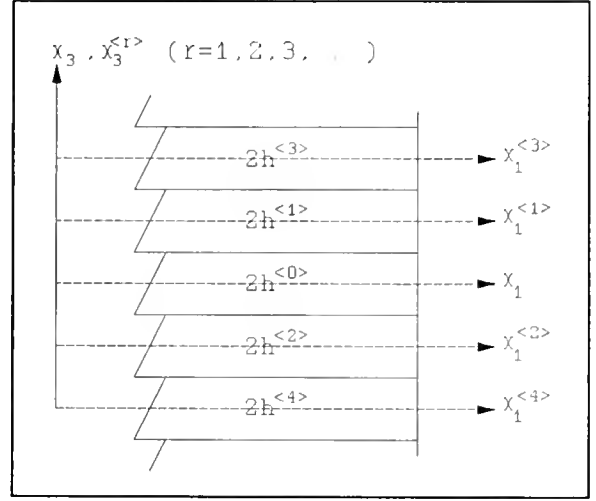 x₃ , x₃<r> (r=1,2,3, )
2h<3> x₁<3>
2h<1> x₁<1>
2h<0> x₁
2h<2> x₁<2>
2h<4> x₁<4>